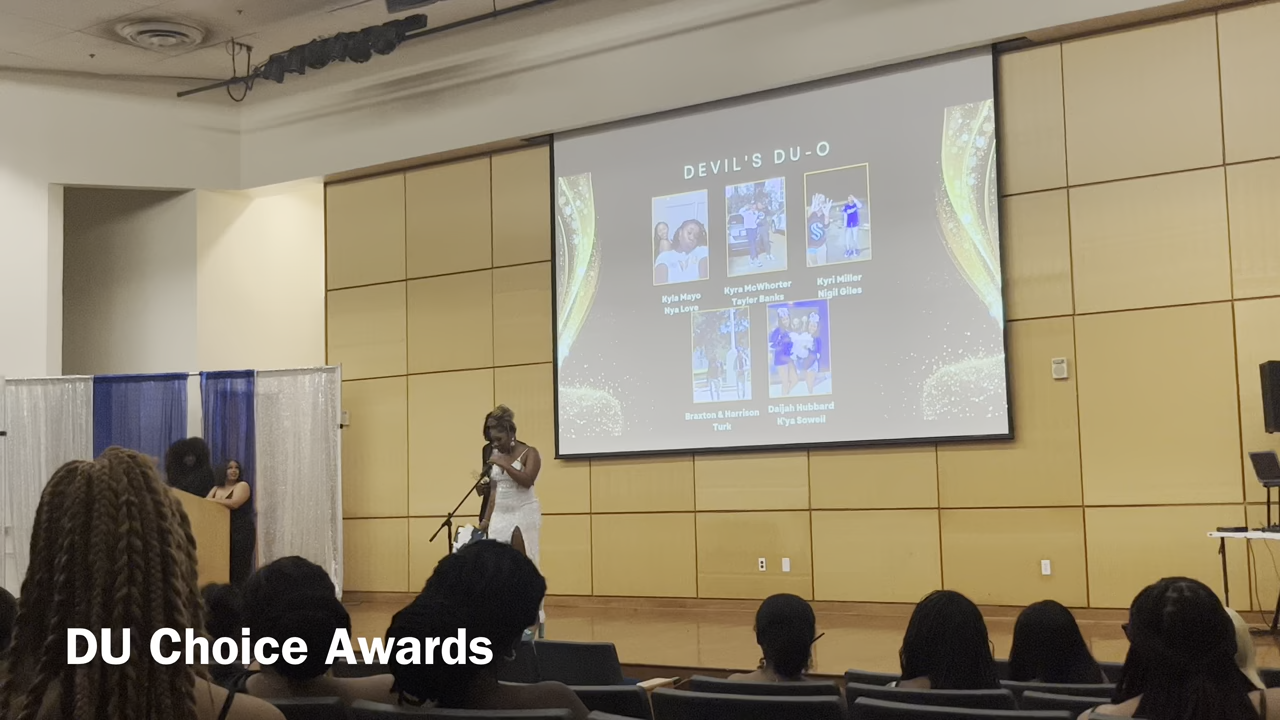 DEVIL'S DU-O
Kyla Mayo
Nya Love
Kyra McWhorter
Tayler Banks
Kyri Miller
Nigil Giles
Braxton & Harrison
Turk
Daijah Hubbard
K'ya Sowell
DU Choice Awards